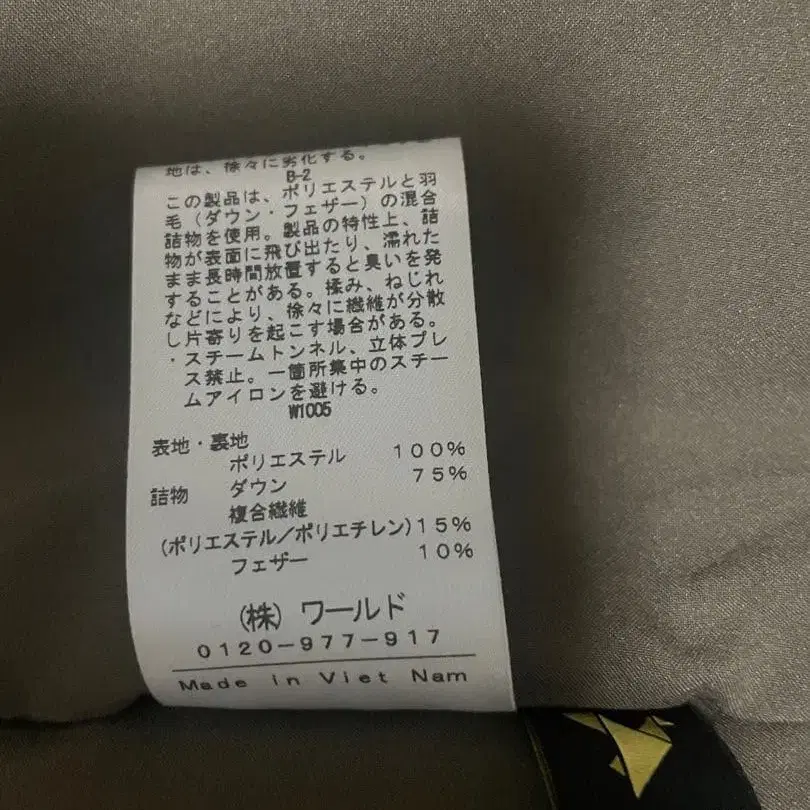 地は、徐々に劣化する。
B-2
この製品は、ポリエステルと羽
毛（ダウン・フェザー）の混合
詰物を使用。製品の特性上、詰
物が表面に飛び出たり、濡れた
まま長時間放置すると臭いを発
することがある。揉み、ねじれ
などにより、徐々に繊維が分散
し片寄りを起こす場合がある。
・スチームトンネル、立体プレ
ス禁止。一箇所集中のスチー
ムアイロンを避ける。
W1005
表地・裏地
ポリエステル 100%
詰物 ダウン 75%
複合繊維
(ポリエステル/ポリエチレン)15%
フェザー 10%
(株) ワールド
0120-977-917
Made in Viet Nam